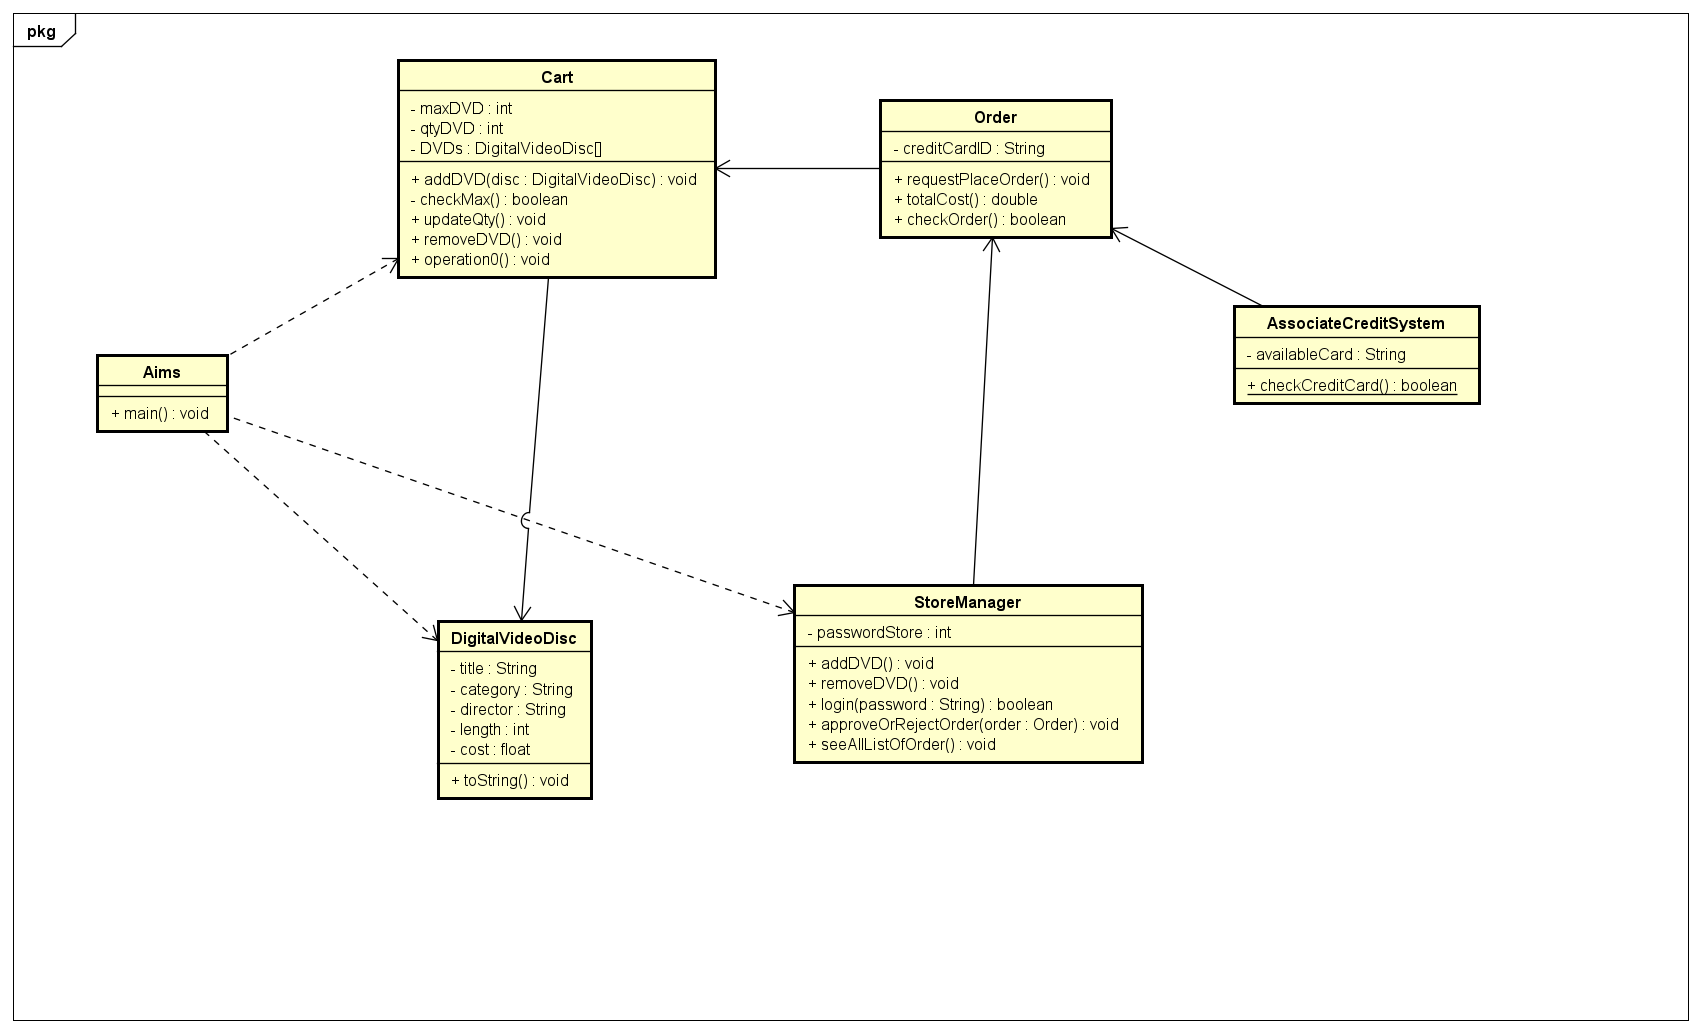 pkg
Cart
- maxDVD : int
- qtyDVD : int
- DVDs : DigitalVideoDisc[]
+ addDVD(disc : DigitalVideoDisc) : void
- checkMax() : boolean
+ updateQty() : void
+ removeDVD() : void
+ operation0() : void
Order
- creditCardID : String
+ requestPlaceOrder() : void
+ totalCost() : double
+ checkOrder() : boolean
AssociateCreditSystem
- availableCard : String
+ checkCreditCard() : boolean
Aims
+ main() : void
DigitalVideoDisc
- title : String
- category : String
- director : String
- length : int
- cost : float
+ toString() : void
StoreManager
- passwordStore : int
+ addDVD() : void
+ removeDVD() : void
+ login(password : String) : boolean
+ approveOrRejectOrder(order : Order) : void
+ seeAllListOfOrder() : void